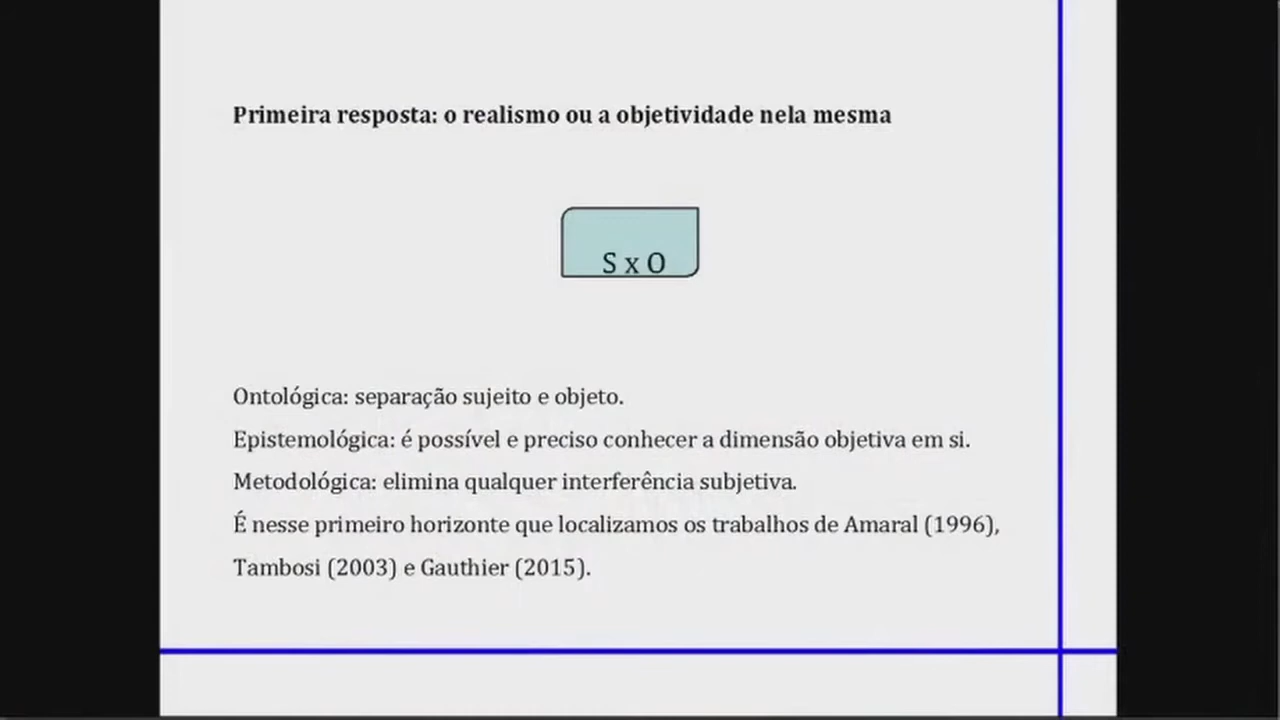 Primeira resposta: o realismo ou a objetividade nela mesma
S x O
Ontológica: separação sujeito e objeto.
Epistemológica: é possível e preciso conhecer a dimensão objetiva em si.
Metodológica: elimina qualquer interferência subjetiva.
É nesse primeiro horizonte que localizamos os trabalhos de Amaral (1996),
Tambosi (2003) e Gauthier (2015).